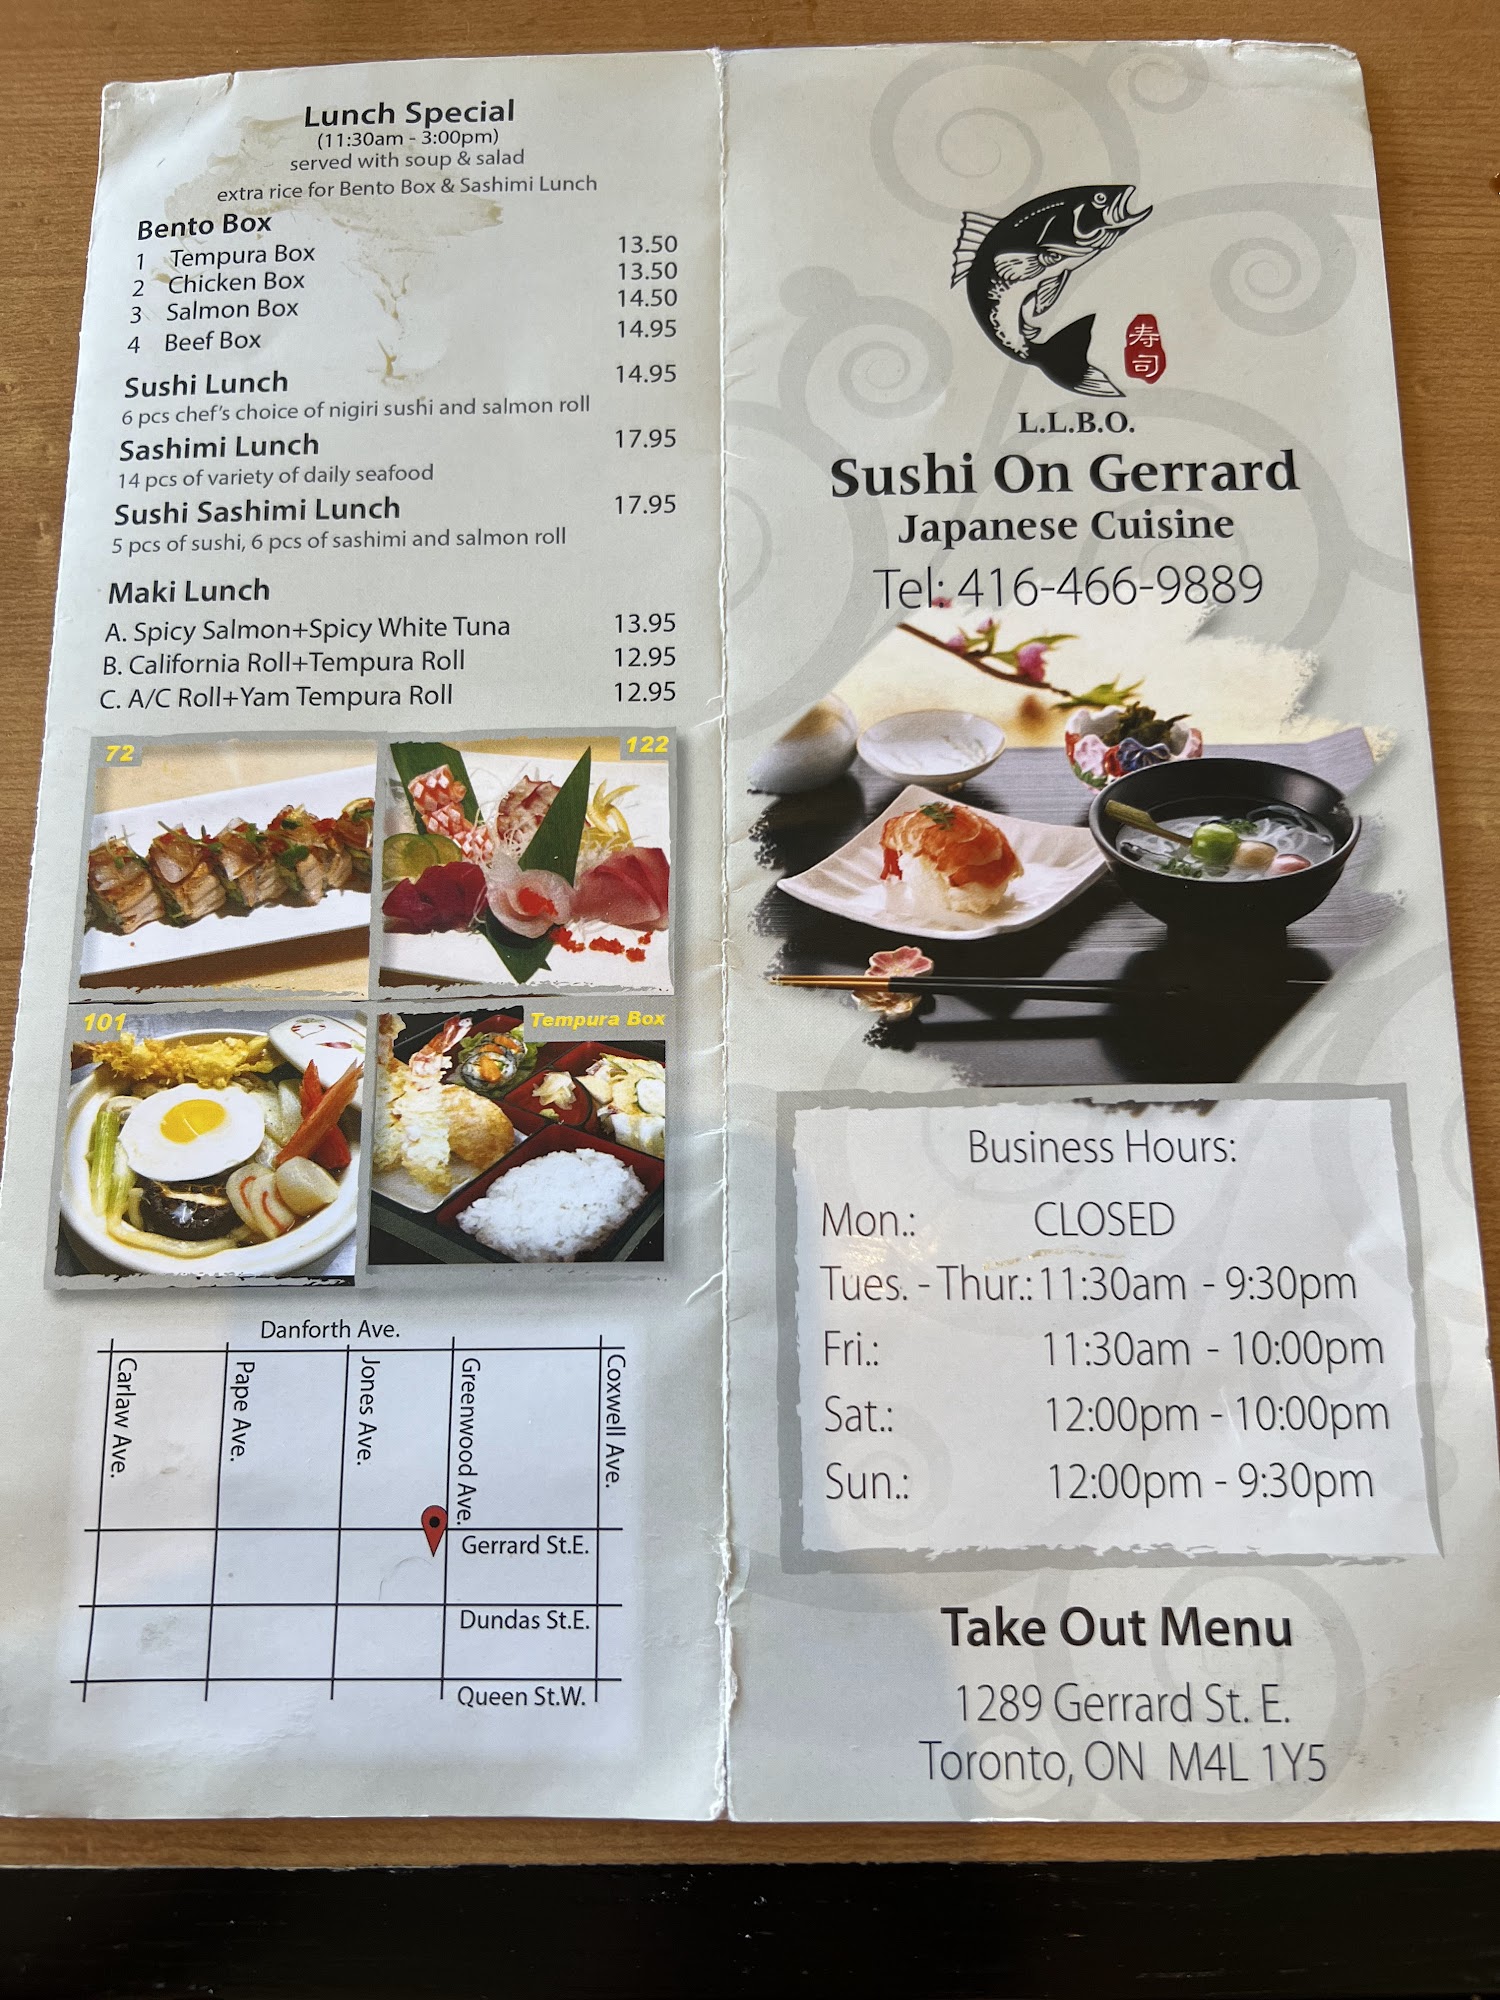 Lunch Special
(11:30am - 3:00pm)
served with soup & salad
extra rice for Bento Box & Sashimi Lunch
Bento Box
1 Tempura Box 13.50
2 Chicken Box 13.50
3 Salmon Box 14.50
4 Beef Box 14.95
Sushi Lunch 14.95
6 pcs chef's choice of nigiri sushi and salmon roll
Sashimi Lunch 17.95
14 pcs of variety of daily seafood
Sushi Sashimi Lunch 17.95
5 pcs of sushi, 6 pcs of sashimi and salmon roll
Maki Lunch
A. Spicy Salmon+Spicy White Tuna 13.95
B. California Roll+Tempura Roll 12.95
C. A/C Roll+Yam Tempura Roll 12.95
72
122
101
Tempura Box
Danforth Ave.
Carlaw Ave.
Pape Ave.
Jones Ave.
Greenwood Ave.
Coxwell Ave.
Gerrard St.E.
Dundas St.E.
Queen St.W.
寿司
L.L.B.O.
Sushi On Gerrard
Japanese Cuisine
Tel: 416-466-9889
Business Hours:
Mon.: CLOSED
Tues. - Thur.: 11:30am - 9:30pm
Fri.: 11:30am - 10:00pm
Sat.: 12:00pm - 10:00pm
Sun.: 12:00pm - 9:30pm
Take Out Menu
1289 Gerrard St. E.
Toronto, ON M4L 1Y5